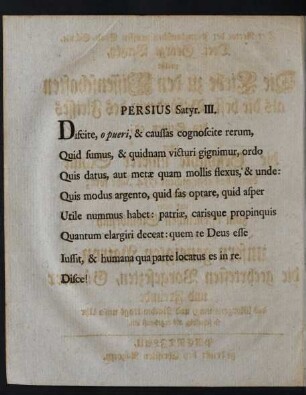 PERSIUS Satyr. III.
Discite, o pueri, & caussas cognoscite rerum,
Quid sumus, & quidnam victuri gignimur, ordo
Quis datus, aut metæ quam mollis flexus, & unde:
Quis modus argento, quid fas optare, quid asper
Utile nummus habet: patriæ, carisque propinquis
Quantum elargiri deceat: quem te Deus esse
Iussit, & humana qua parte locatus es in re.
Disce!